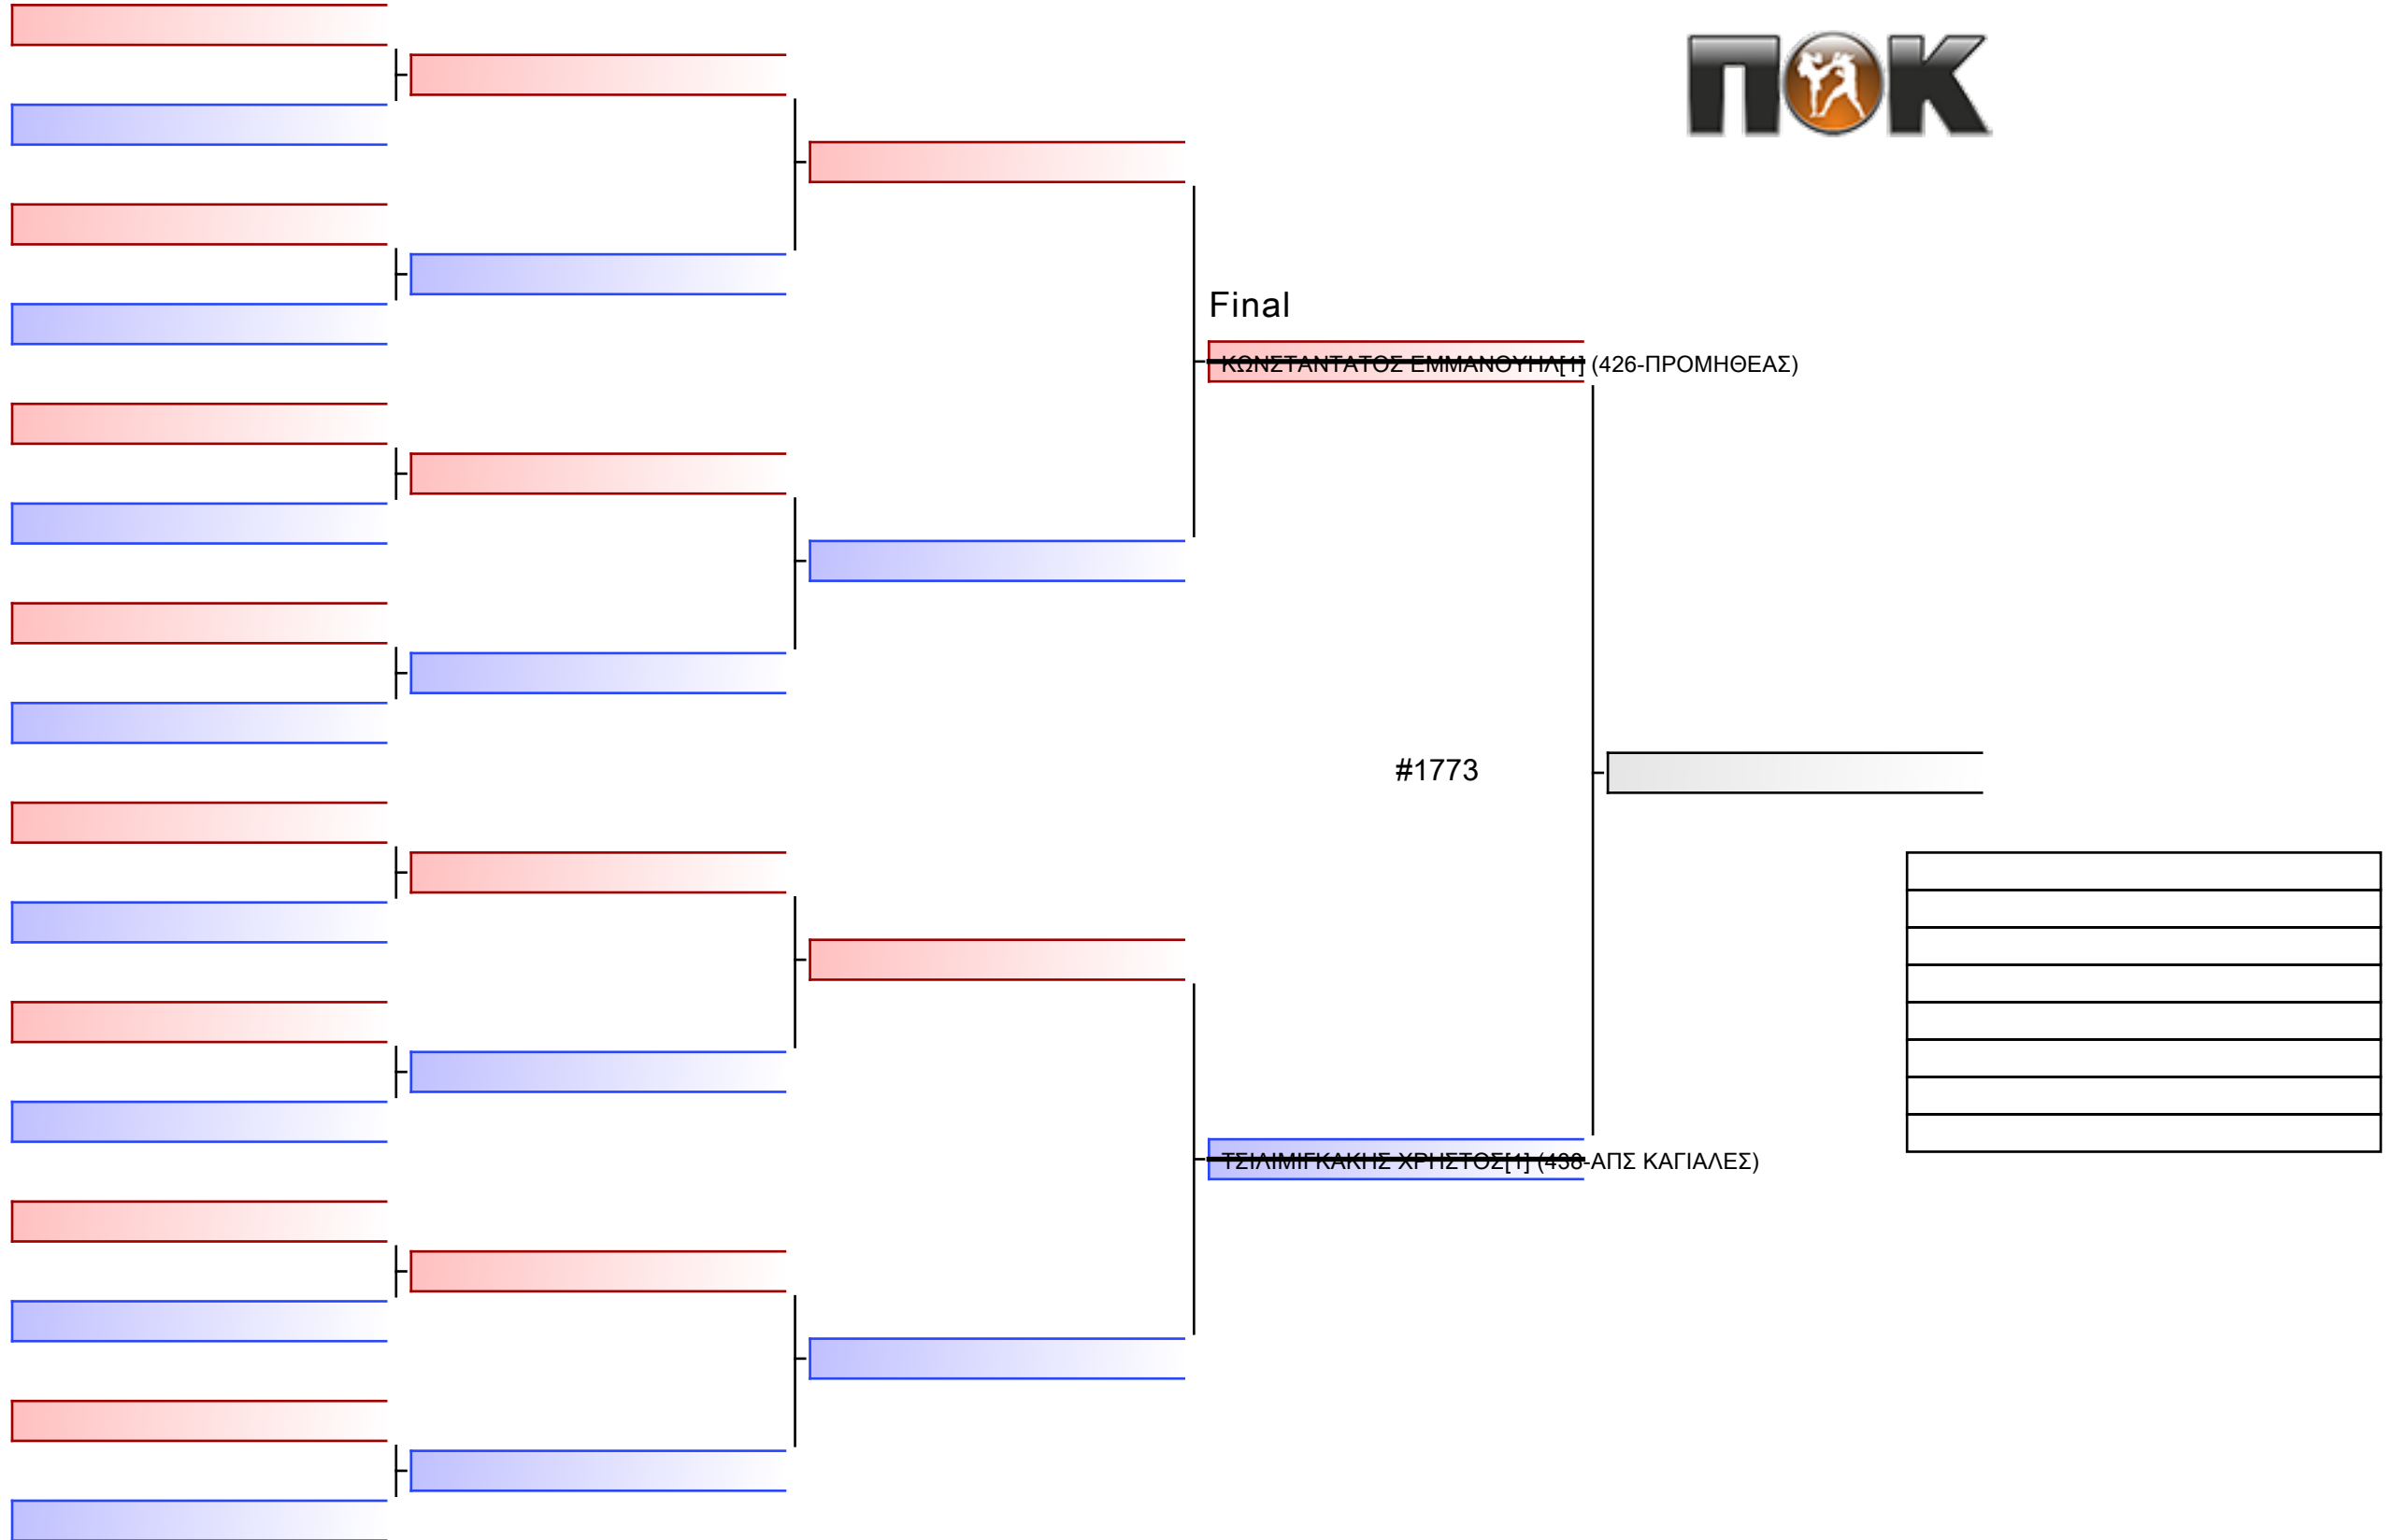 ΠΟΚ
Final
ΚΩΝΣΤΑΝΤΑΤΟΣ ΕΜΜΑΝΟΥΗΛ[1] (426-ΠΡΟΜΗΘΕΑΣ)
#1773
ΤΣΙΛΙΜΙΓΚΑΚΗΣ ΧΡΗΣΤΟΣ[1] (438-ΑΠΣ ΚΑΓΙΑΛΕΣ)